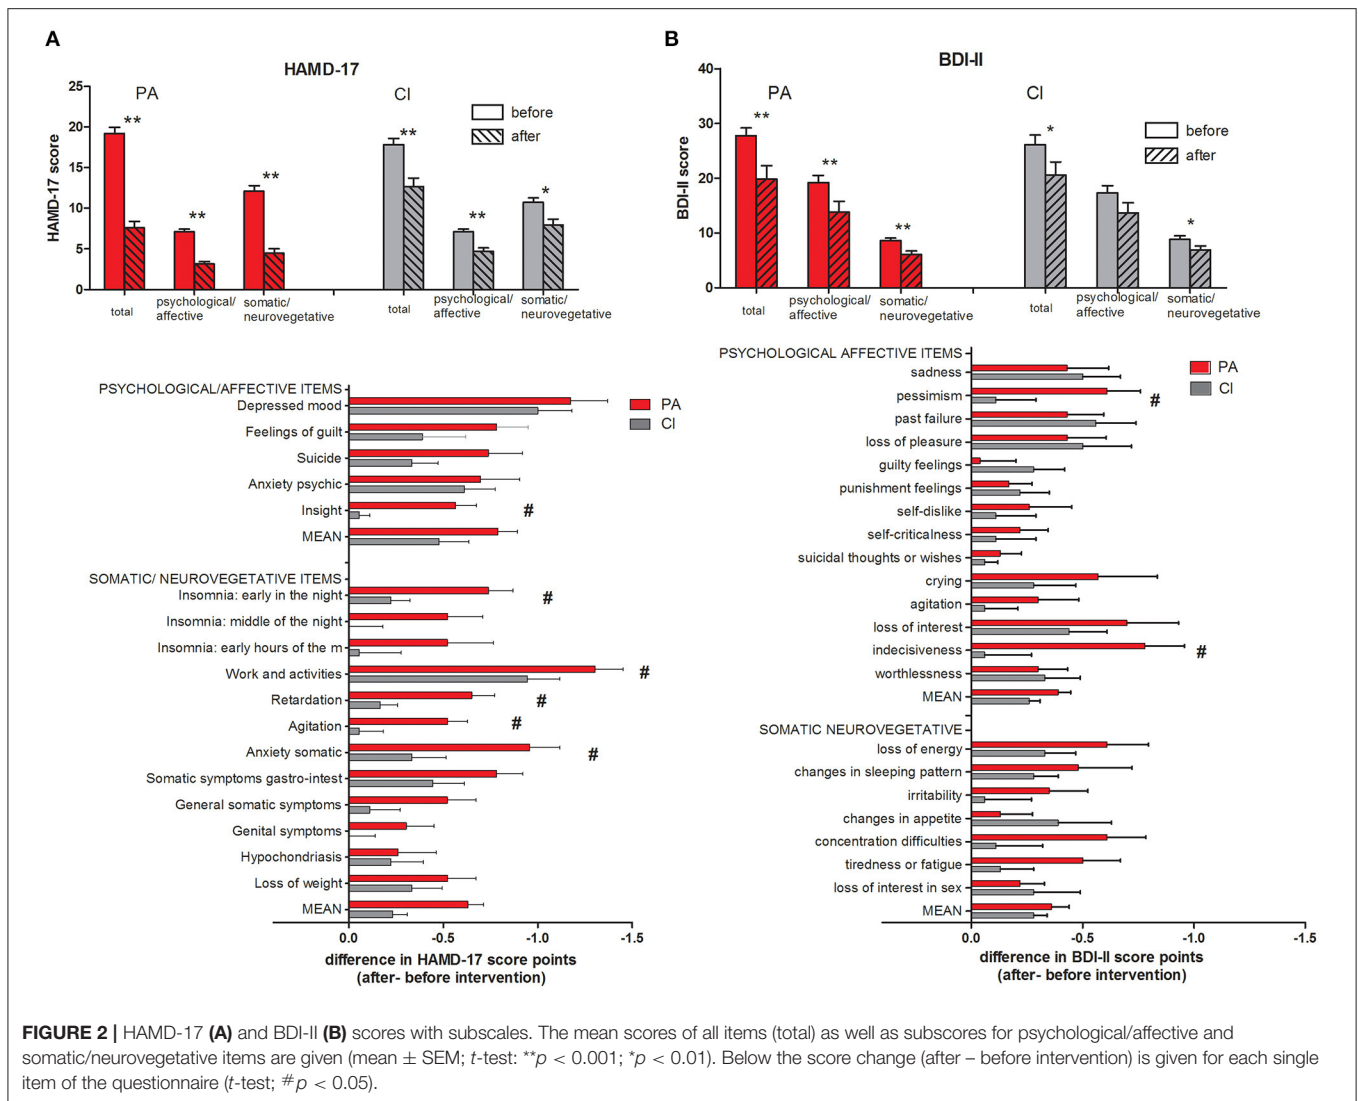 A
HAMD-17
PA
CI
before
after
HAMD-17 score
25
20
15
10
5
0
**
**
**
**
**
*
total
psychological/
affective
somatic/
neurovegetative
total
psychological/
affective
somatic/
neurovegetative
PSYCHOLOGICAL/AFFECTIVE ITEMS
Depressed mood
Feelings of guilt
Suicide
Anxiety psychic
Insight
#
MEAN
SOMATIC/ NEUROVEGETATIVE ITEMS
Insomnia: early in the night
#
Insomnia: middle of the night
Insomnia: early hours of the m
Work and activities
#
Retardation
#
Agitation
#
Anxiety somatic
#
Somatic symptoms gastro-intest
General somatic symptoms
Genital symptoms
Hypochondriasis
Loss of weight
MEAN
PA
CI
0.0
-0.5
-1.0
-1.5
difference in HAMD-17 score points
(after- before intervention)
B
BDI-II
PA
CI
before
after
BDI-II score
40
30
20
10
0
**
**
**
*
*
total
psychological/
affective
somatic/
neurovegetative
total
psychological/
affective
somatic/
neurovegetative
PSYCHOLOGICAL AFFECTIVE ITEMS
sadness
pessimism
#
past failure
loss of pleasure
guilty feelings
punishment feelings
self-dislike
self-criticalness
suicidal thoughts or wishes
crying
agitation
loss of interest
indecisiveness
#
worthlessness
MEAN
SOMATIC NEUROVEGETATIVE
loss of energy
changes in sleeping pattern
irritability
changes in appetite
concentration difficulties
tiredness or fatigue
loss of interest in sex
MEAN
PA
CI
0.0
-0.5
-1.0
-1.5
difference in BDI-II score points
(after- before intervention)
FIGURE 2 | HAMD-17 (A) and BDI-II (B) scores with subscales. The mean scores of all items (total) as well as subscores for psychological/affective and
somatic/neurovegetative items are given (mean ± SEM; t-test: **p < 0.001; *p < 0.01). Below the score change (after – before intervention) is given for each single
item of the questionnaire (t-test; #p < 0.05).